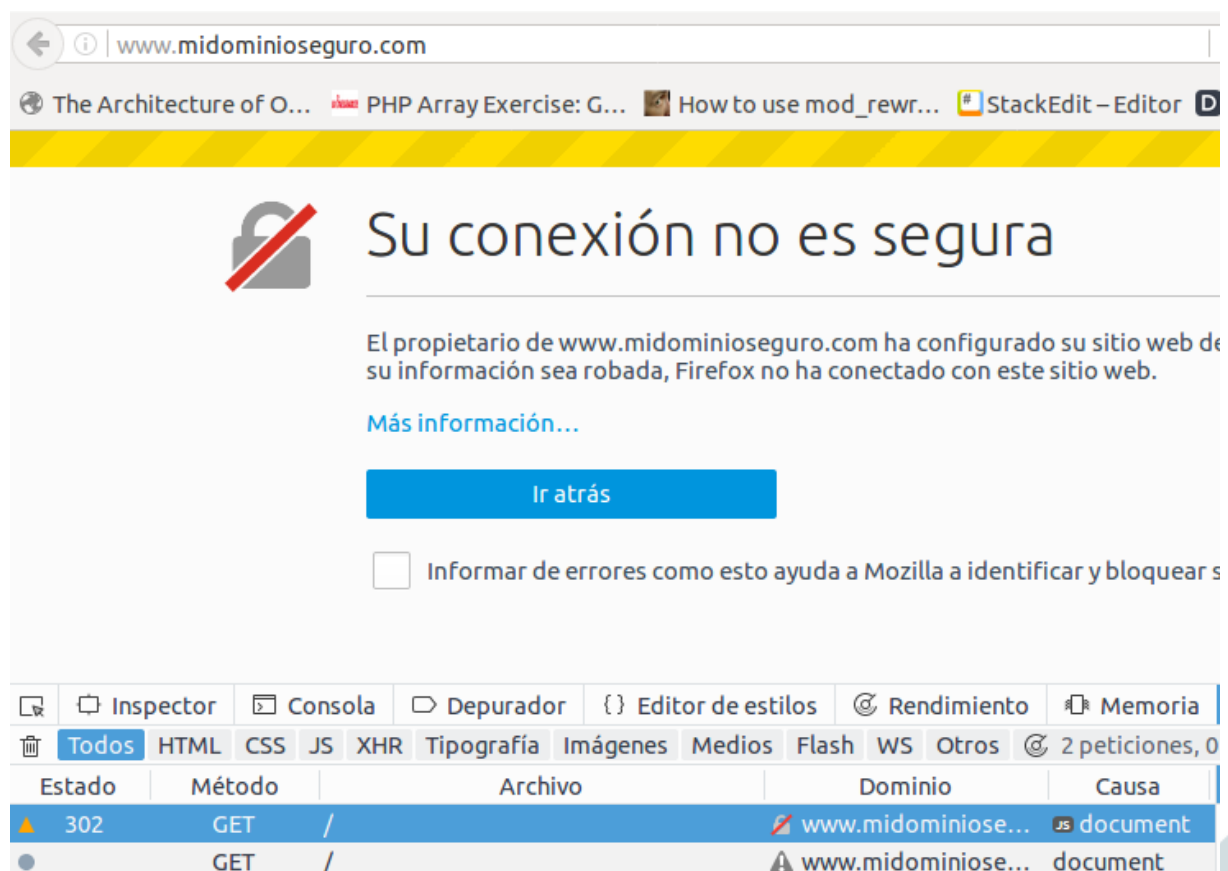 www.midominioseguro.com
The Architecture of O... PHP Array Exercise: G... How to use mod_rewr... StackEdit – Editor D
Su conexión no es segura
El propietario de www.midominioseguro.com ha configurado su sitio web de
su información sea robada, Firefox no ha conectado con este sitio web.
Más información...
Ir atrás
Informar de errores como esto ayuda a Mozilla a identificar y bloquear s
Inspector Consola Depurador {} Editor de estilos Rendimiento Memoria
Todos HTML CSS JS XHR Tipografía Imágenes Medios Flash WS Otros 2 peticiones, 0
Estado Método Archivo Dominio Causa
302 GET / www.midominiose... JS document
GET / www.midominiose... document